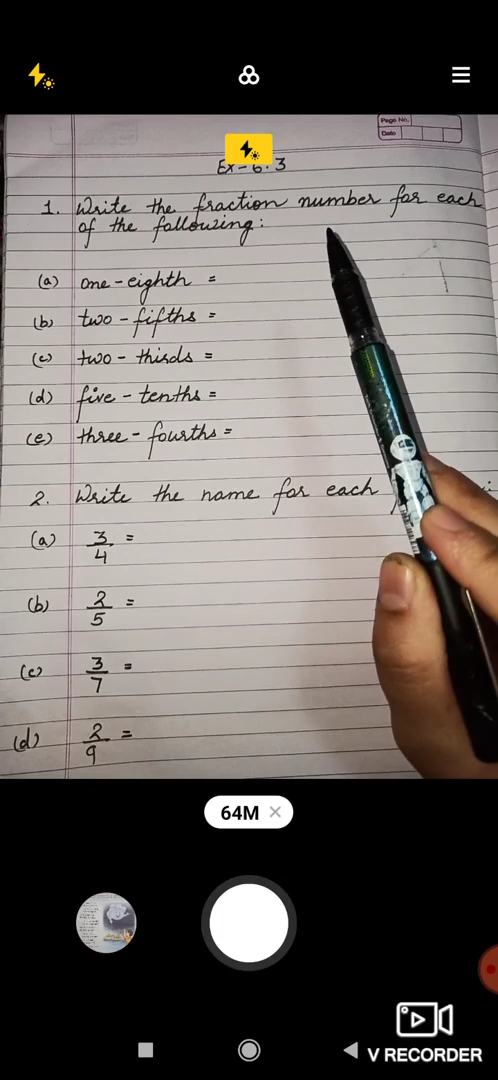 Page No.
Date
Ex-6.3
1. Write the fraction number for each
of the following:
(a) one-eighth =
(b) two-fifths =
(c) two-thirds =
(d) five-tenths =
(e) three-fourths =
2. Write the name for each
(a) 3/4 =
(b) 2/5 =
(c) 3/7 =
(d) 2/9 =
64M ×
V RECORDER